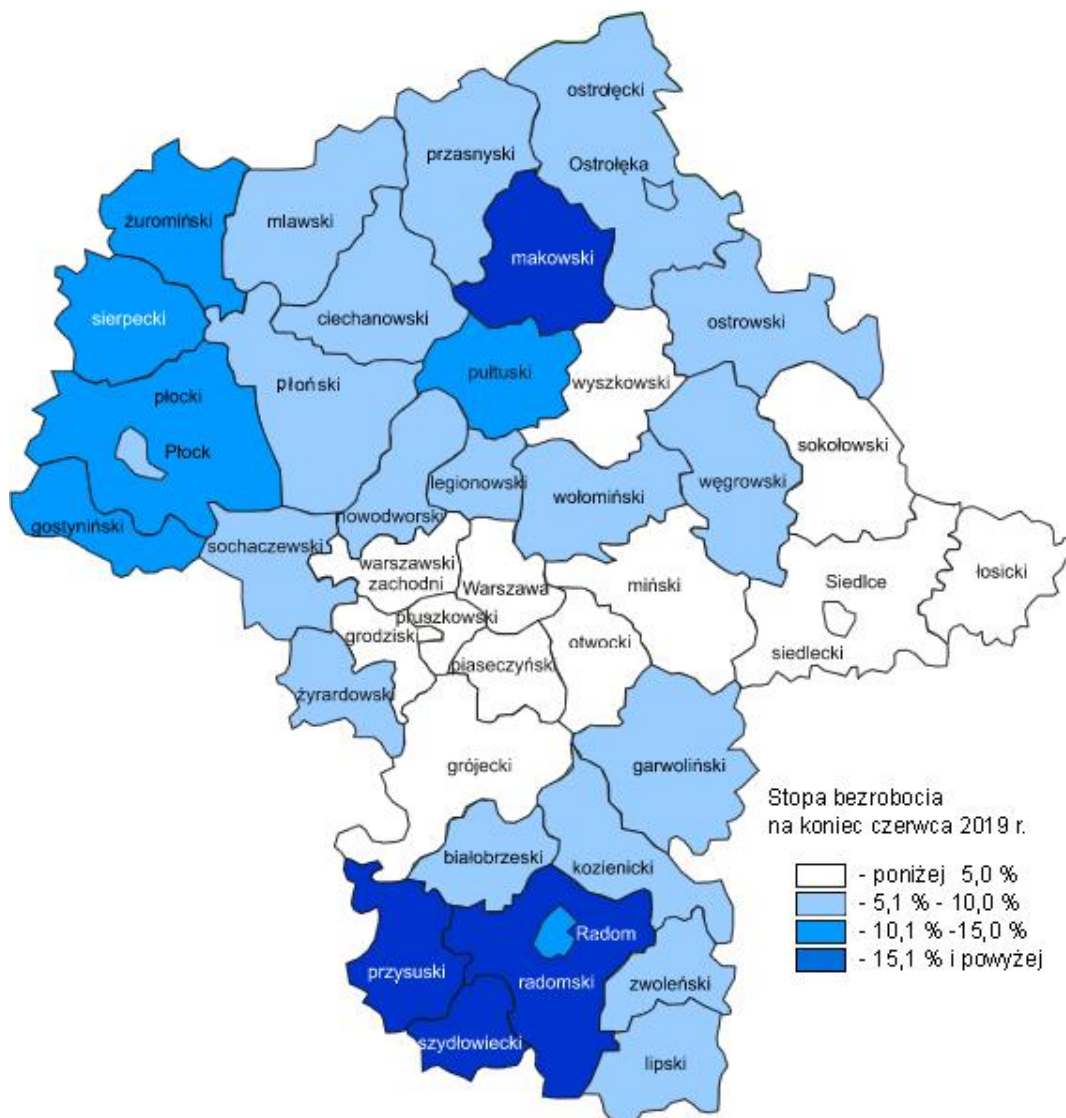 ostrołęcki
przasnyski
Ostrołęka
żuromiński
mlawski
makowski
sierpecki
ciechanowski
ostrowski
płocki
płoński
pułtuski
wyszkowski
Płock
sokołowski
legionowski
wołomiński
węgrowski
gostyniński
nowodworski
sochaczewski
warszawski
zachodni
Warszawa
miński
Siedlce
łosicki
pruszkowski
grodziski
otwocki
siedlecki
piaseczyński
żyrardowski
grójecki
garwoliński
białobrzeski
kozienicki
Radom
przysuski
radomski
zwoleński
szydłowiecki
lipski
Stopa bezrobocia
na koniec czerwca 2019 r.
- poniżej 5,0 %
- 5,1 % - 10,0 %
- 10,1 % -15,0 %
- 15,1 % i powyżej